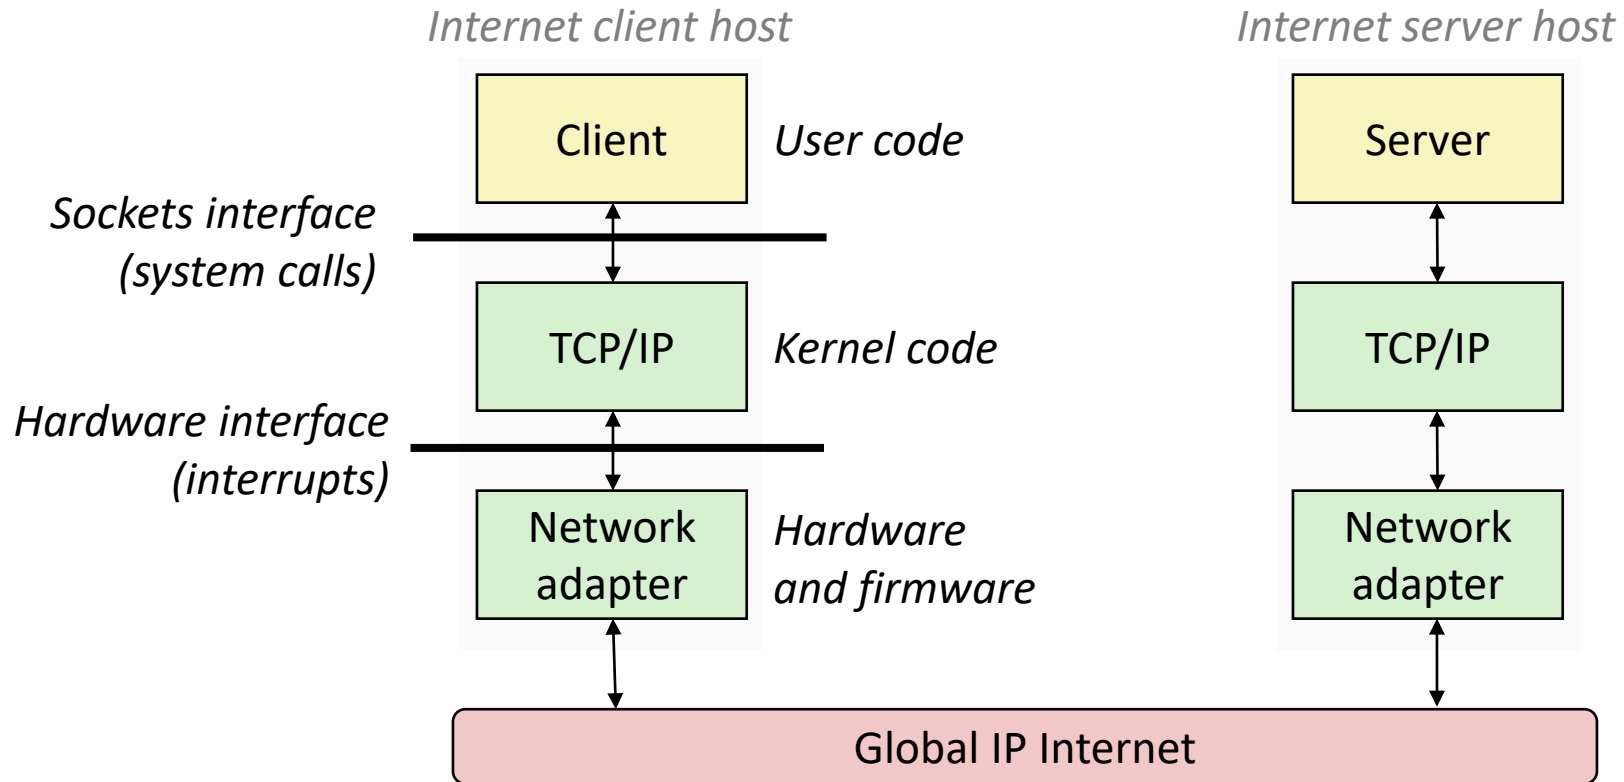 Internet client host
Internet server host
Client
User code
Server
Sockets interface
(system calls)
TCP/IP
Kernel code
TCP/IP
Hardware interface
(interrupts)
Network
adapter
Hardware
and firmware
Network
adapter
Global IP Internet